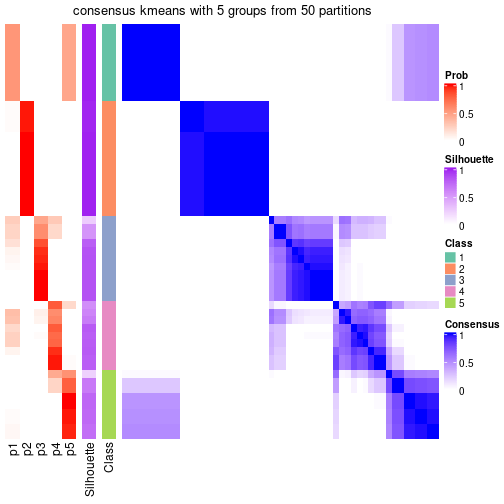 consensus kmeans with 5 groups from 50 partitions
Prob
1
0.5
0
Silhouette
1
0.5
0
Class
1
2
3
4
5
Consensus
1
0.5
0
p1
p2
p3
p4
p5
Silhouette
Class